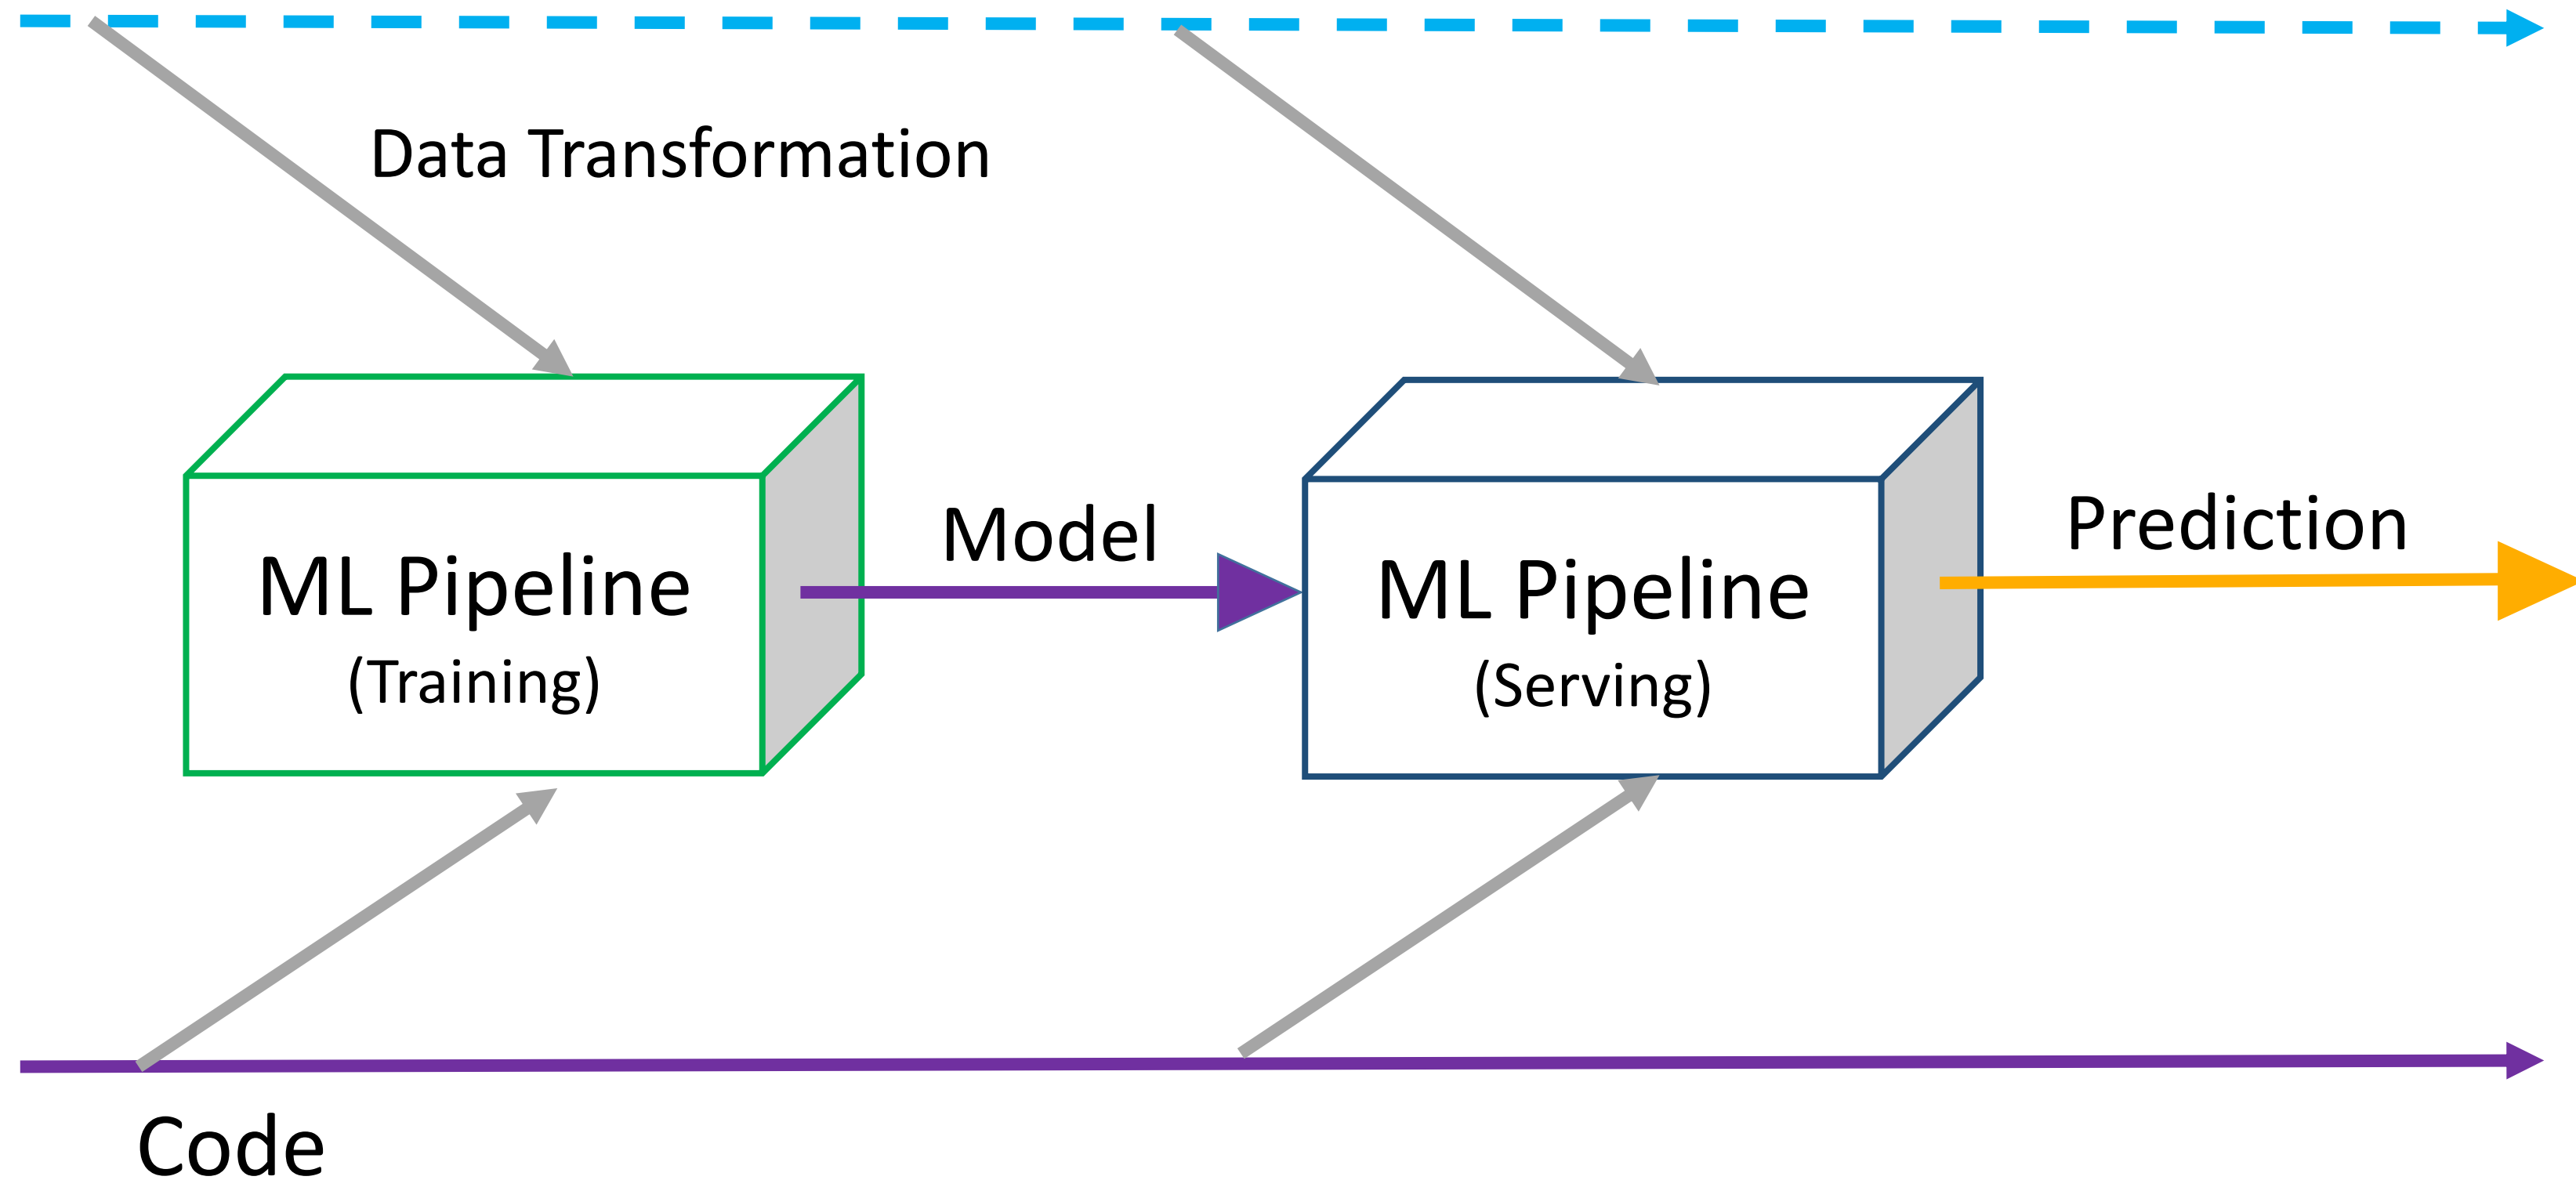 Data Transformation
ML Pipeline
(Training)
Model
ML Pipeline
(Serving)
Prediction
Code